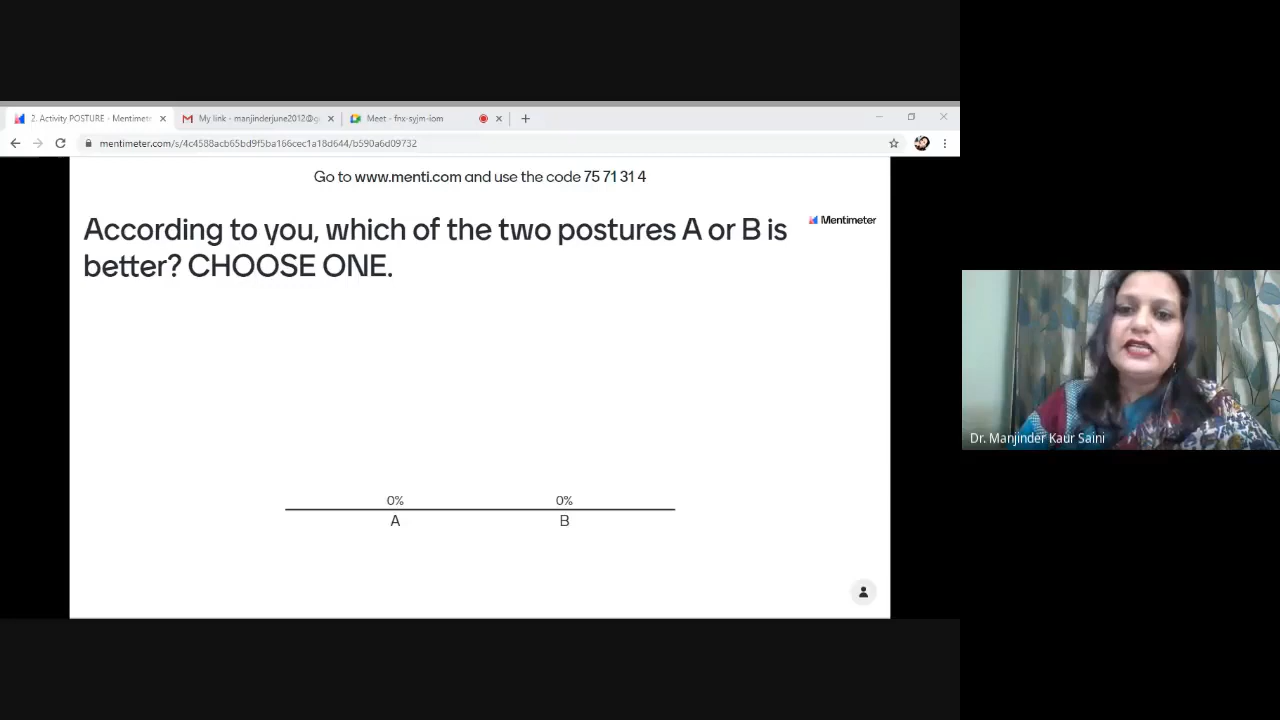 2. Activity POSTURE - Mentimete
My link - manjinderjune2012@g
Meet - fnx-syjm-iom
mentimeter.com/s/4c4588acb65bd9f5ba166cec1a18d644/b590a6d09732
Go to www.menti.com and use the code 75 71 31 4
According to you, which of the two postures A or B is
better? CHOOSE ONE.
Mentimeter
0%
0%
A
B
Dr. Manjinder Kaur Saini